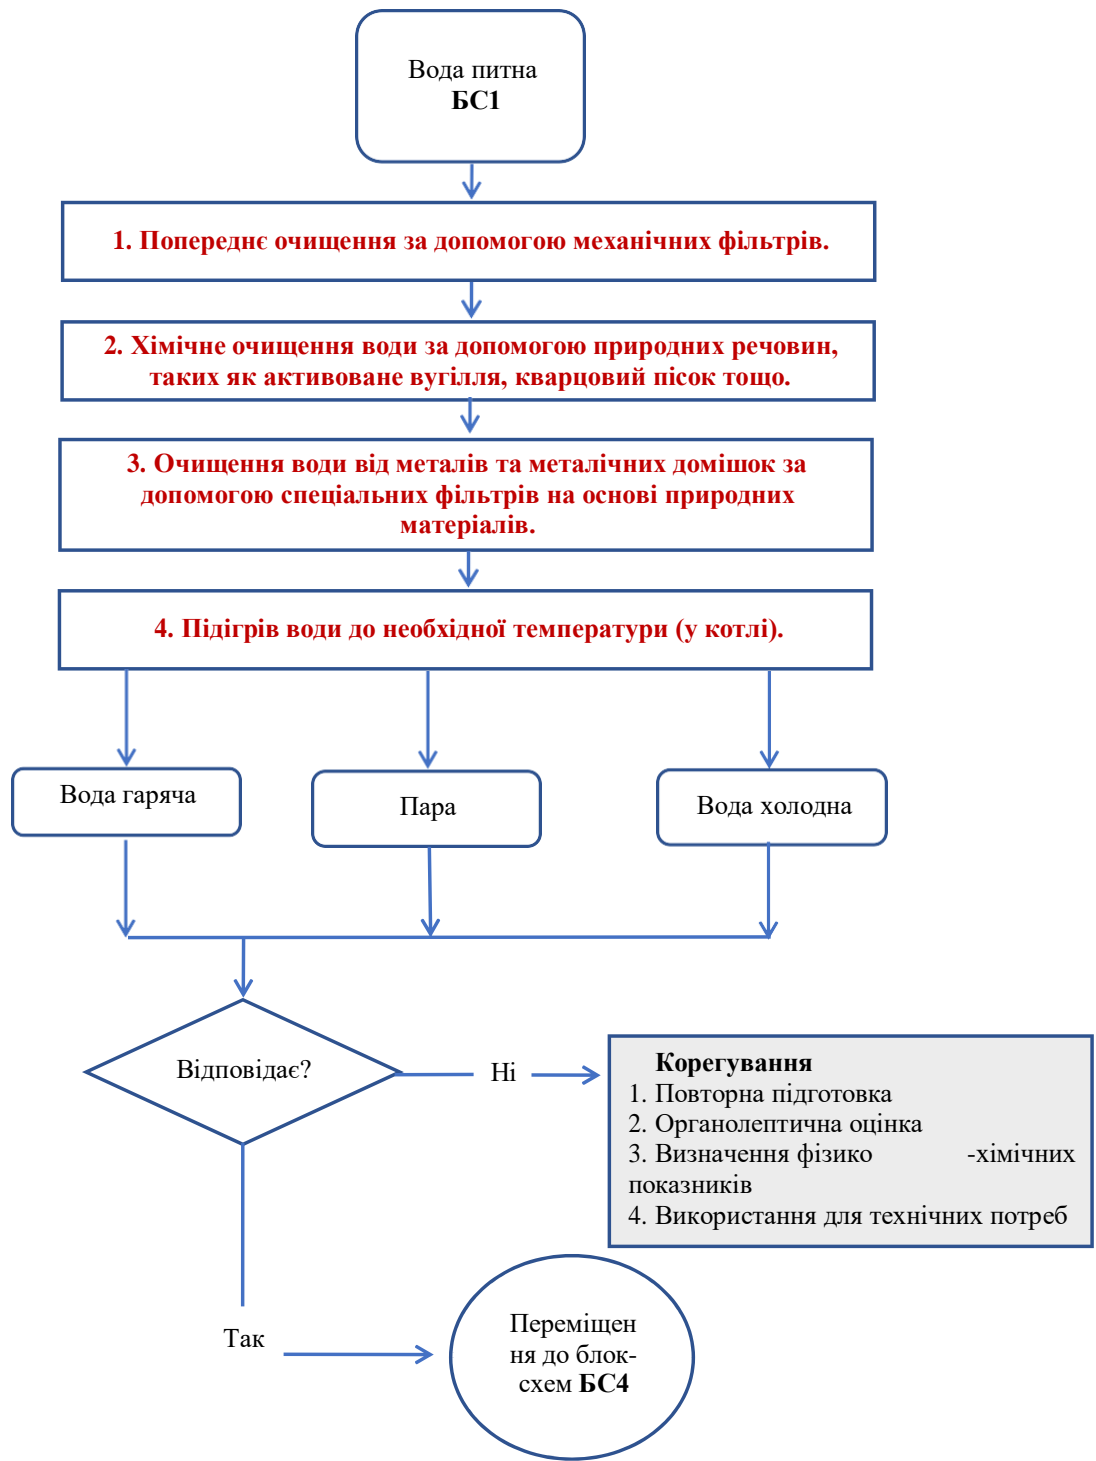 Вода питна
БС1
1. Попереднє очищення за допомогою механічних фільтрів.
2. Хімічне очищення води за допомогою природних речовин,
таких як активоване вугілля, кварцовий пісок тощо.
3. Очищення води від металів та металічних домішок за
допомогою спеціальних фільтрів на основі природних
матеріалів.
4. Підігрів води до необхідної температури (у котлі).
Вода гаряча
Пара
Вода холодна
Відповідає?
Ні
Корегування
1. Повторна підготовка
2. Органолептична оцінка
3. Визначення фізико -хімічних
показників
4. Використання для технічних потреб
Так
Переміщен
ня до блок-
схем БС4